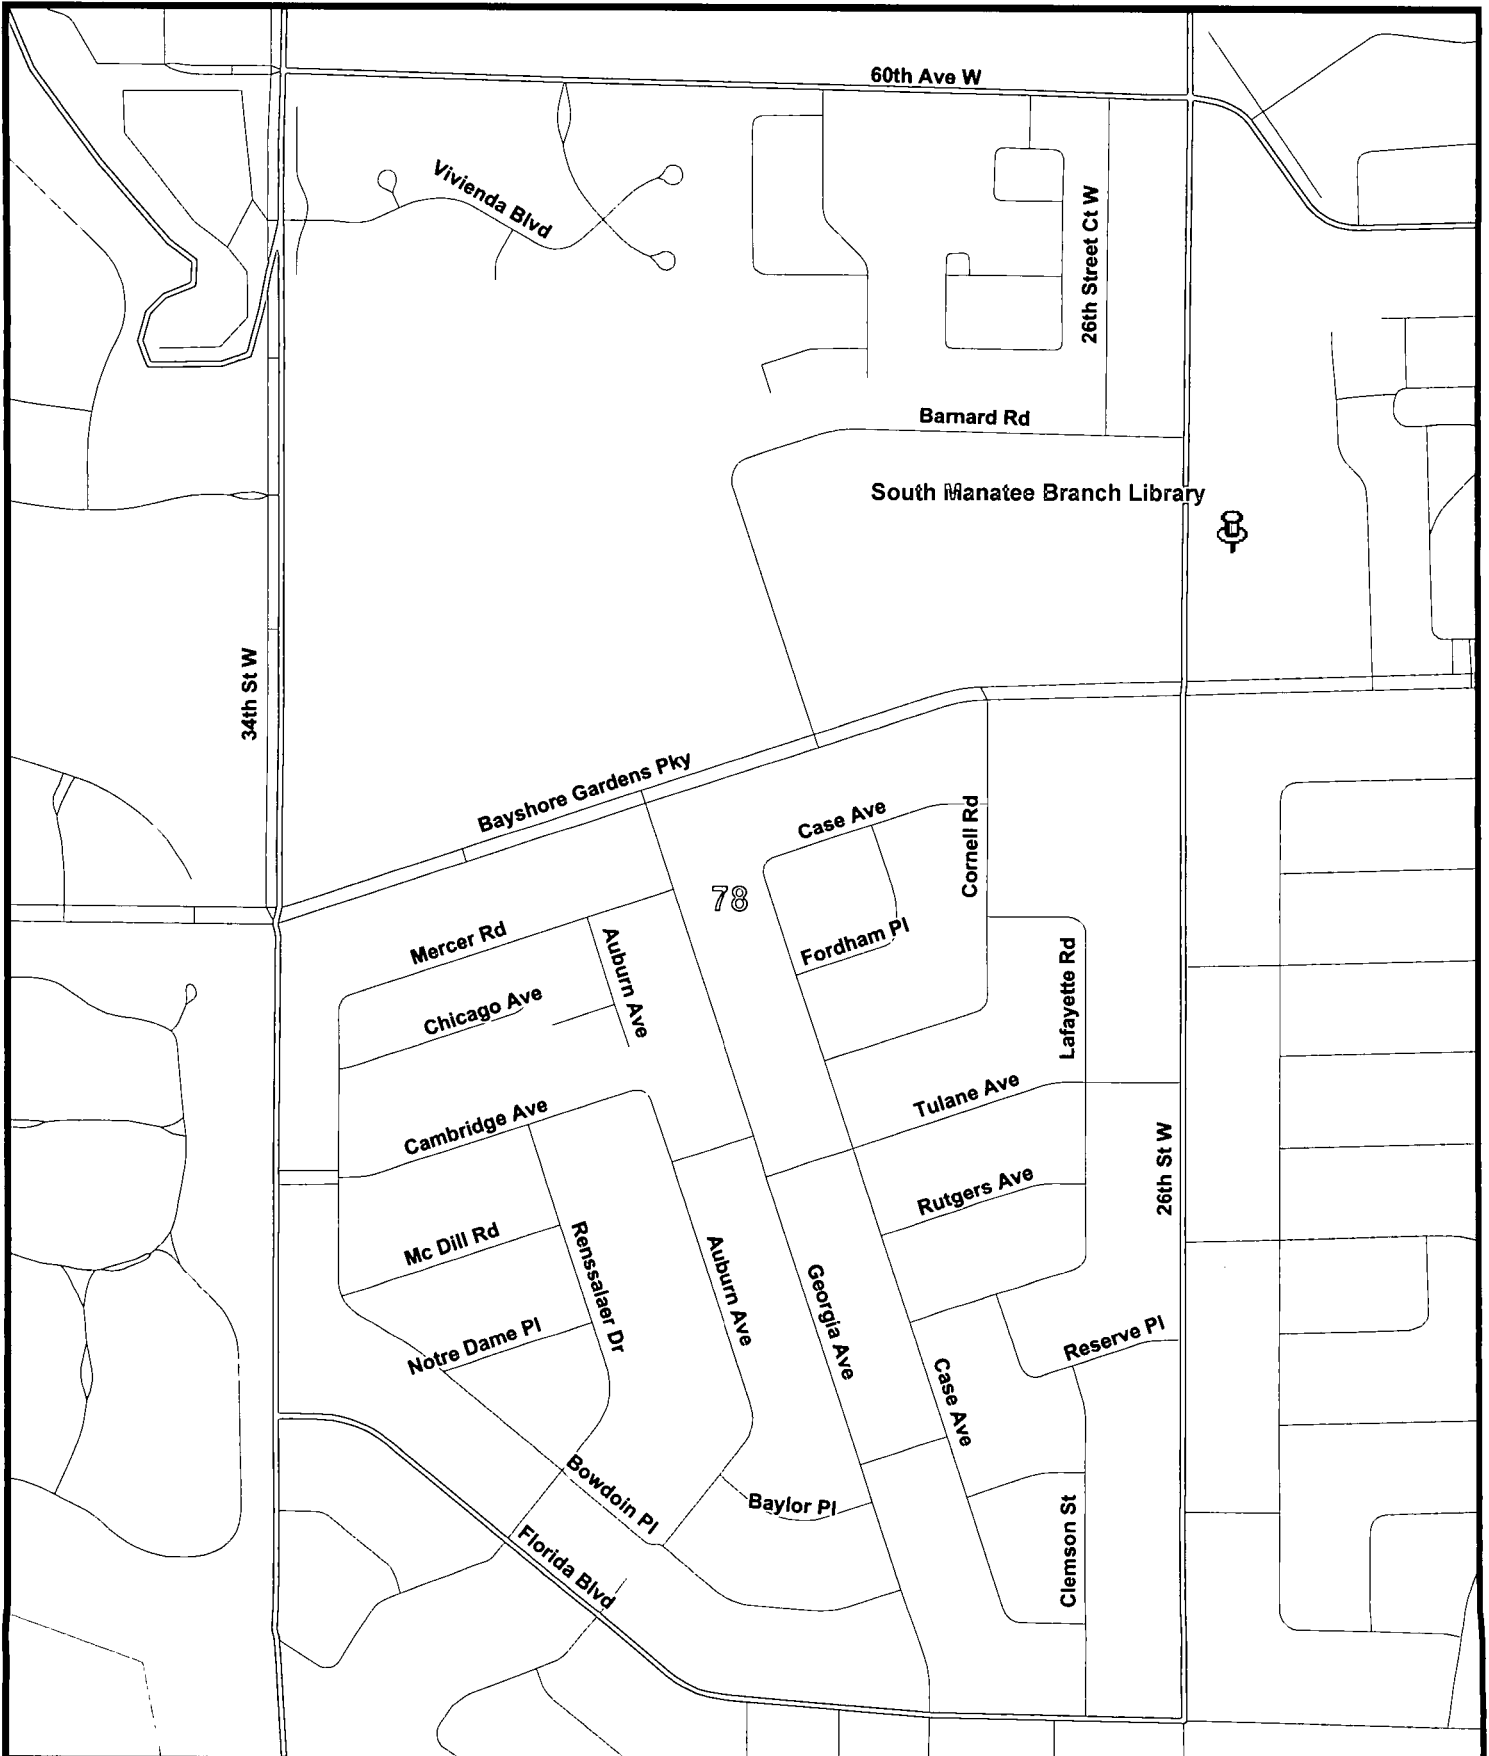 60th Ave W
Vivienda Blvd
26th Street Ct W
Barnard Rd
South Manatee Branch Library
34th St W
Bayshore Gardens Pky
Case Ave
Cornell Rd
78
Mercer Rd
Auburn Ave
Fordham Pl
Chicago Ave
Lafayette Rd
Cambridge Ave
Tulane Ave
26th St W
Rutgers Ave
Mc Dill Rd
Renssalaer Dr
Auburn Ave
Georgia Ave
Notre Dame Pl
Reserve Pl
Case Ave
Bowdoin Pl
Baylor Pl
Clemson St
Florida Blvd